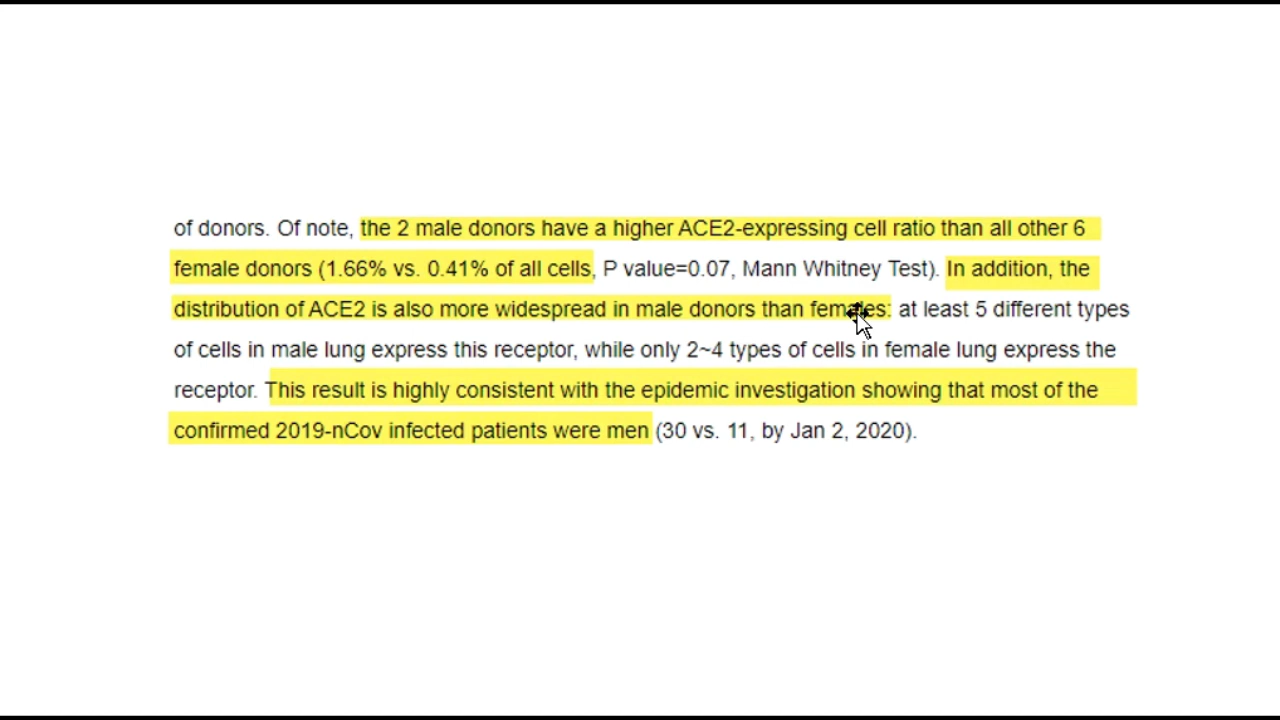 of donors. Of note, the 2 male donors have a higher ACE2-expressing cell ratio than all other 6
female donors (1.66% vs. 0.41% of all cells, P value=0.07, Mann Whitney Test). In addition, the
distribution of ACE2 is also more widespread in male donors than females: at least 5 different types
of cells in male lung express this receptor, while only 2~4 types of cells in female lung express the
receptor. This result is highly consistent with the epidemic investigation showing that most of the
confirmed 2019-nCov infected patients were men (30 vs. 11, by Jan 2, 2020).